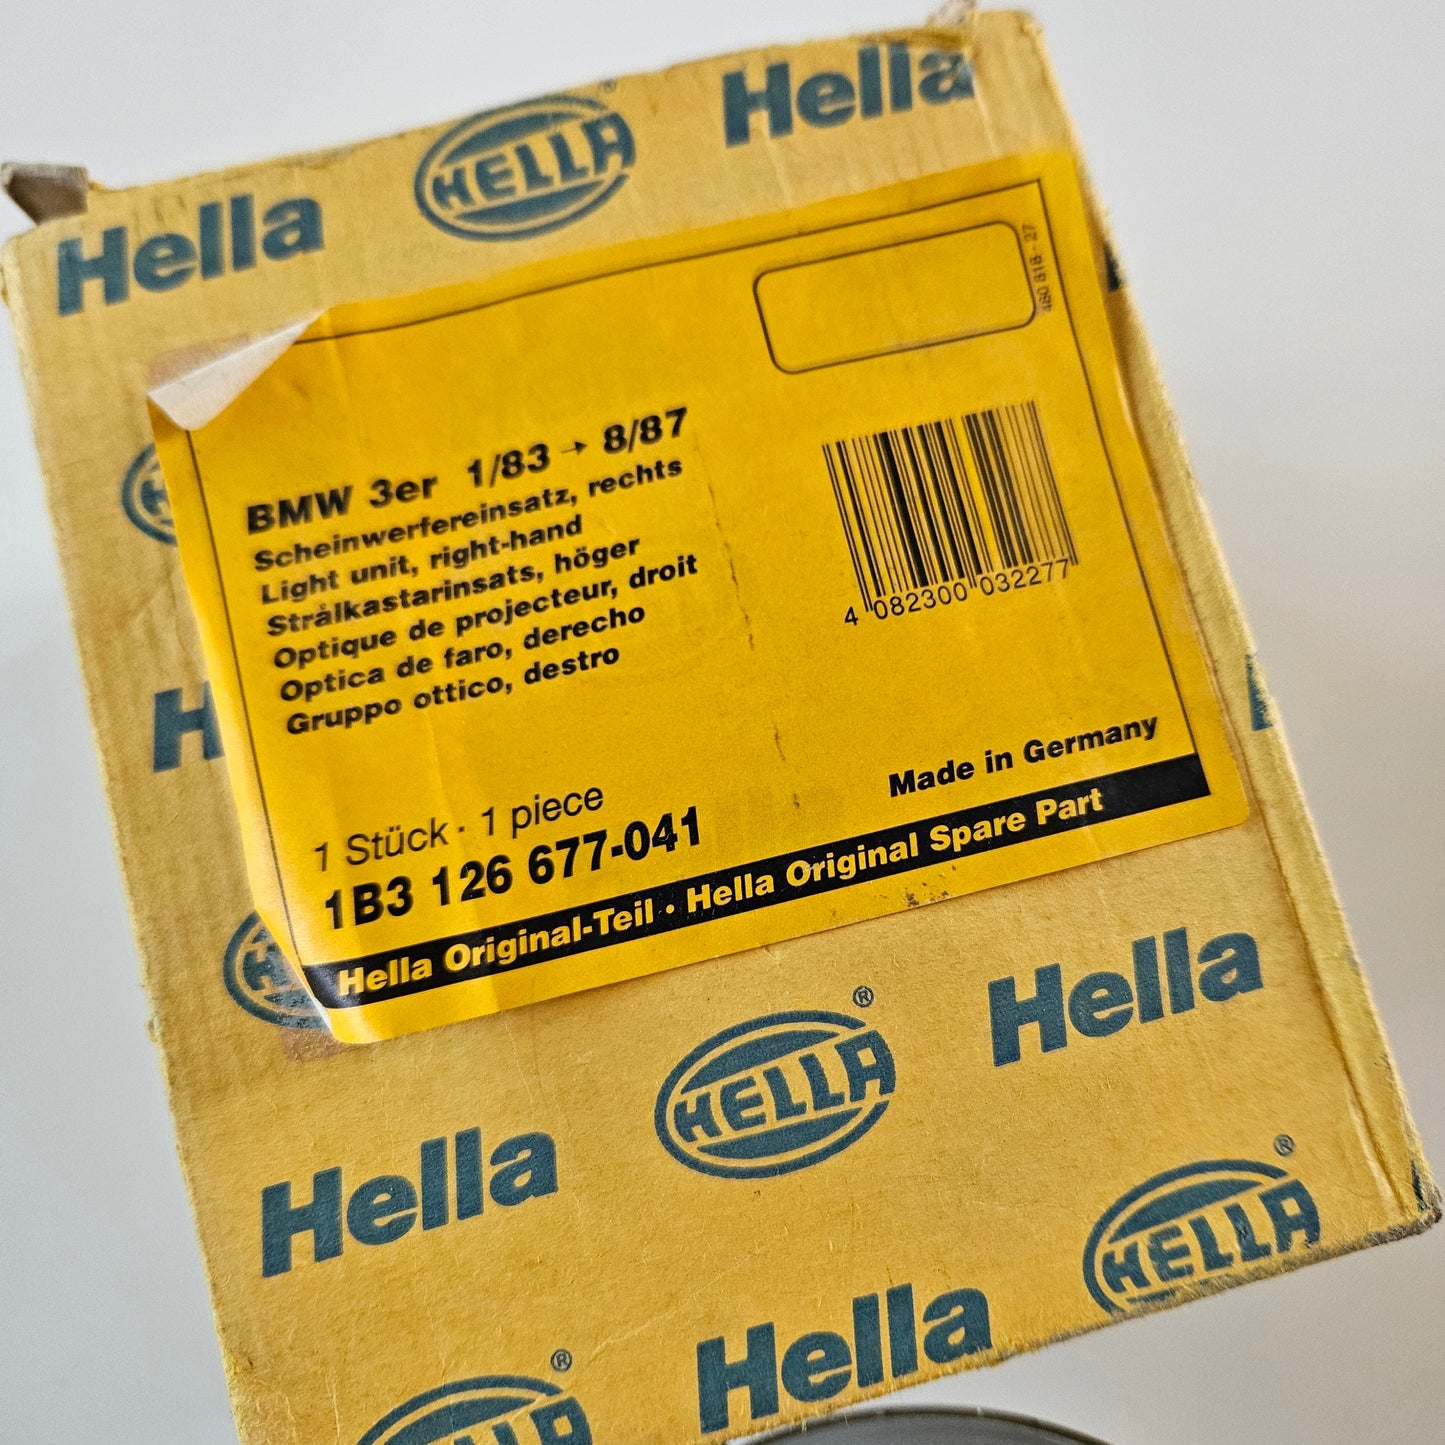 Hella
HELLA ®
Hella
460 818 - 27
BMW 3er 1/83 → 8/87
Scheinwerfereinsatz, rechts
Light unit, right-hand
Strålkastarinsats, höger
Optique de projecteur, droit
Optica de faro, derecho
Gruppo ottico, destro
4 082300 032277
1 Stück · 1 piece
1B3 126 677-041
Made in Germany
Hella Original-Teil · Hella Original Spare Part
Hella
HELLA ®
Hella
HELLA ®
Hella
HELLA ®